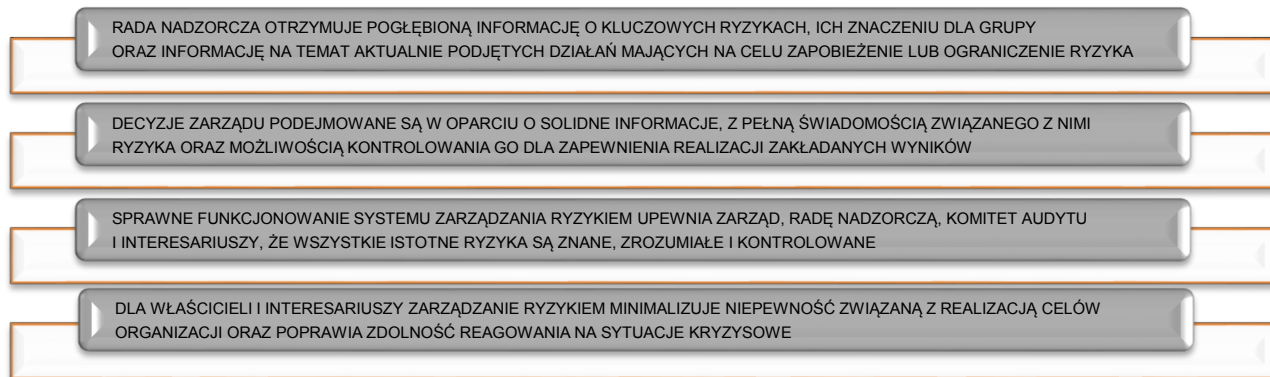 RADA NADZORCZA OTRZYMUJE POGŁĘBIONĄ INFORMACJĘ O KLUCZOWYCH RYZYKACH, ICH ZNACZENIU DLA GRUPY
ORAZ INFORMACJĘ NA TEMAT AKTUALNIE PODJĘTYCH DZIAŁAŃ MAJĄCYCH NA CELU ZAPOBIEŻENIE LUB OGRANICZENIE RYZYKA
DECYZJE ZARZĄDU PODEJMOWANE SĄ W OPARCIU O SOLIDNE INFORMACJE, Z PEŁNĄ ŚWIADOMOŚCIĄ ZWIĄZANEGO Z NIMI
RYZYKA ORAZ MOŻLIWOŚCIĄ KONTROLOWANIA GO DLA ZAPEWNIENIA REALIZACJI ZAKŁADANYCH WYNIKÓW
SPRAWNE FUNKCJONOWANIE SYSTEMU ZARZĄDZANIA RYZYKIEM UPEWNIA ZARZĄD, RADĘ NADZORCZĄ, KOMITET AUDYTU
I INTERESARIUSZY, ŻE WSZYSTKIE ISTOTNE RYZYKA SĄ ZNANE, ZROZUMIAŁE I KONTROLOWANE
DLA WŁAŚCICIELI I INTERESARIUSZY ZARZĄDZANIE RYZYKIEM MINIMALIZUJE NIEPEWNOŚĆ ZWIĄZANĄ Z REALIZACJĄ CELÓW
ORGANIZACJI ORAZ POPRAWIA ZDOLNOŚĆ REAGOWANIA NA SYTUACJE KRYZYSOWE